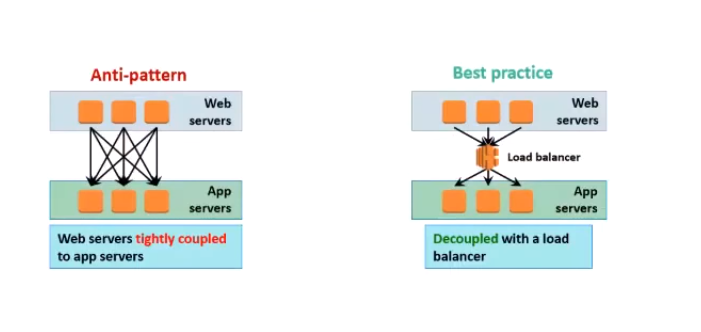 Anti-pattern
Web
servers
App
servers
Web servers tightly coupled
to app servers
Best practice
Web
servers
Load balancer
App
servers
Decoupled with a load
balancer